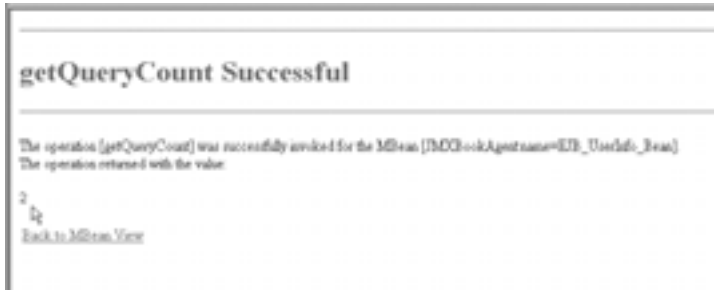 getQueryCount Successful
The operation [getQueryCount] was successfully invoked for the MBean [JMXBookAgent:name=EJB_UserInfo_Bean].
The operation returned with the value:
2
Back to MBean View